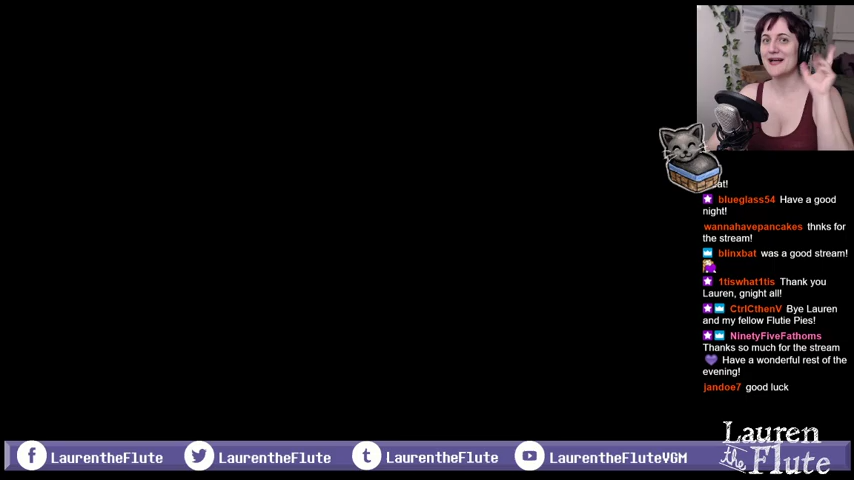 blueglass54 Have a good
night!
wannahavepancakes thnks for
the stream!
blinxbat was a good stream!
1tiswhat1tis Thank you
Lauren, gnight all!
CtrlCthenV Bye Lauren
and my fellow Flutie Pies!
NinetyFiveFathoms
Thanks so much for the stream
Have a wonderful rest of the
evening!
jandoe7 good luck
Lauren
the Flute
LaurentheFlute
LaurentheFlute
LaurentheFlute
LaurentheFluteVGM